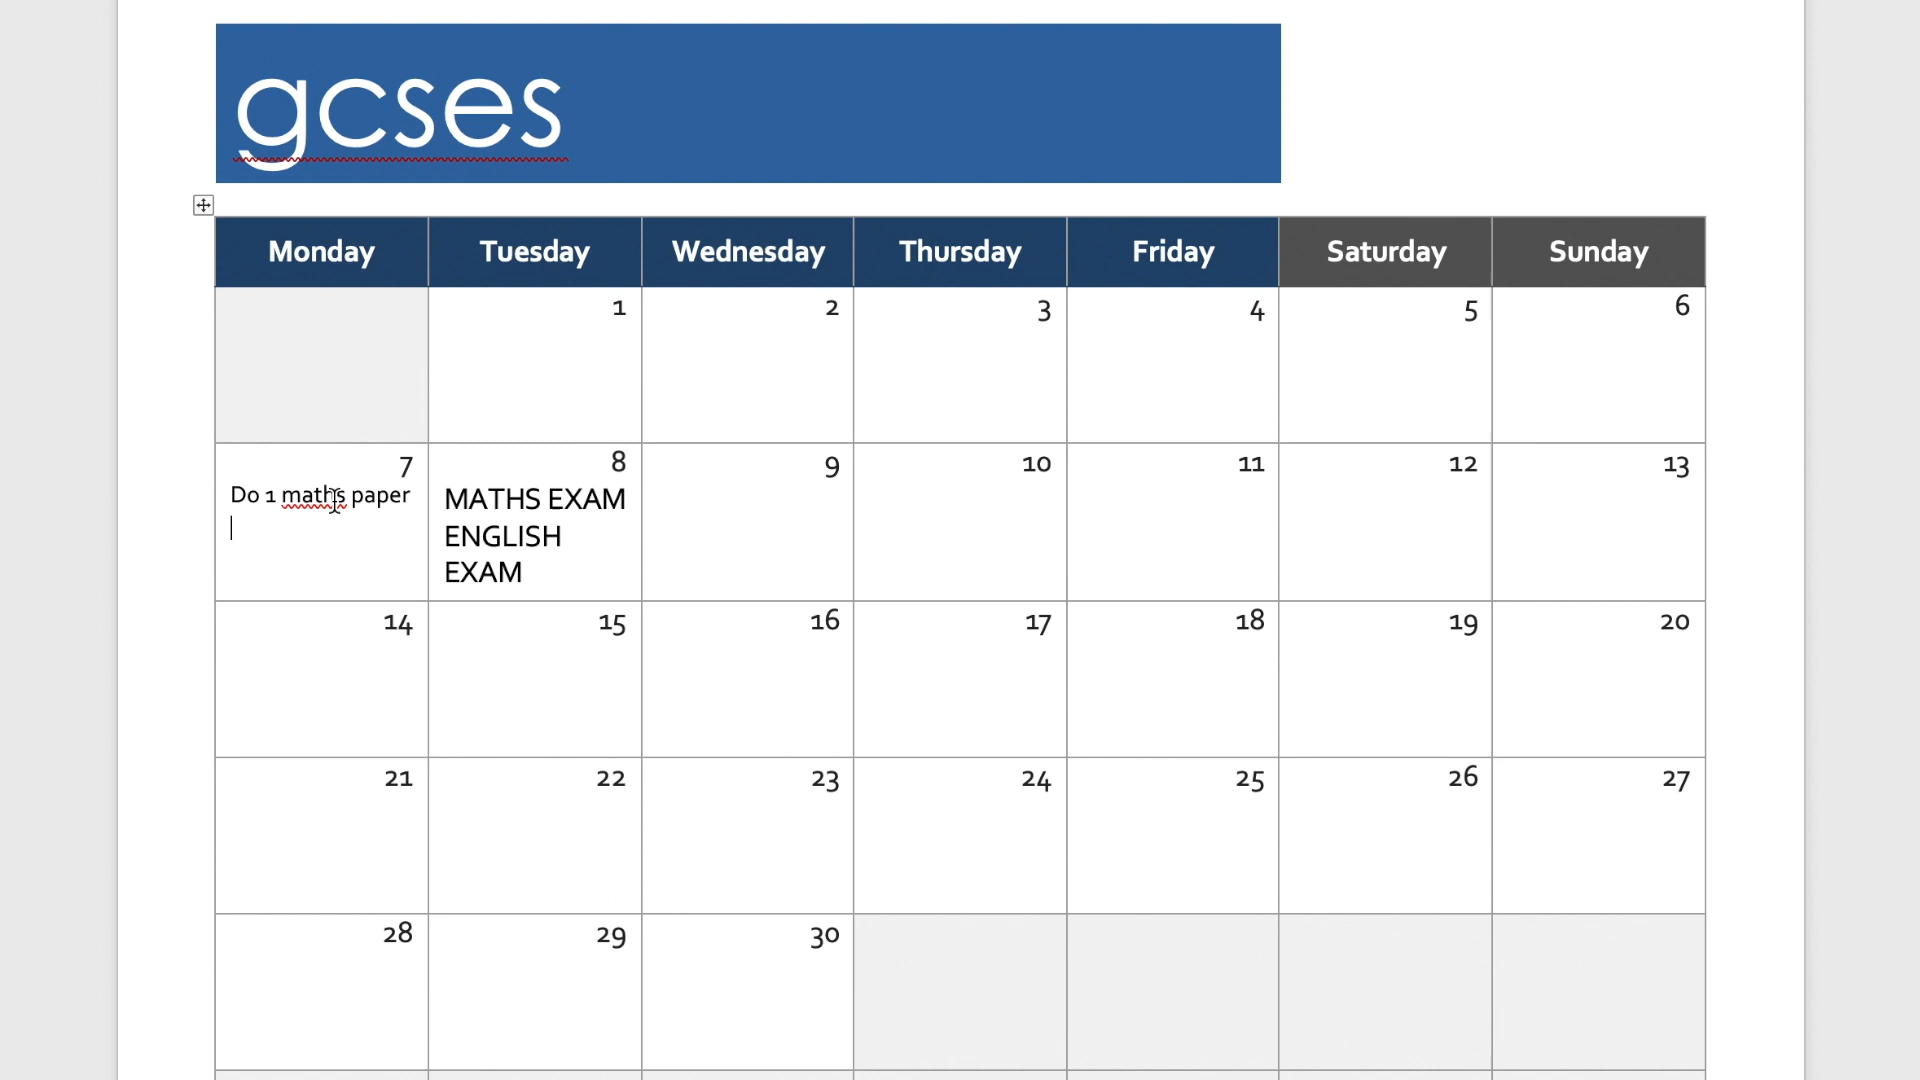 gcses
Monday Tuesday Wednesday Thursday Friday Saturday Sunday
1 2 3 4 5 6
7 8 9 10 11 12 13
Do 1 maths paper
MATHS EXAM
ENGLISH
EXAM
14 15 16 17 18 19 20
21 22 23 24 25 26 27
28 29 30